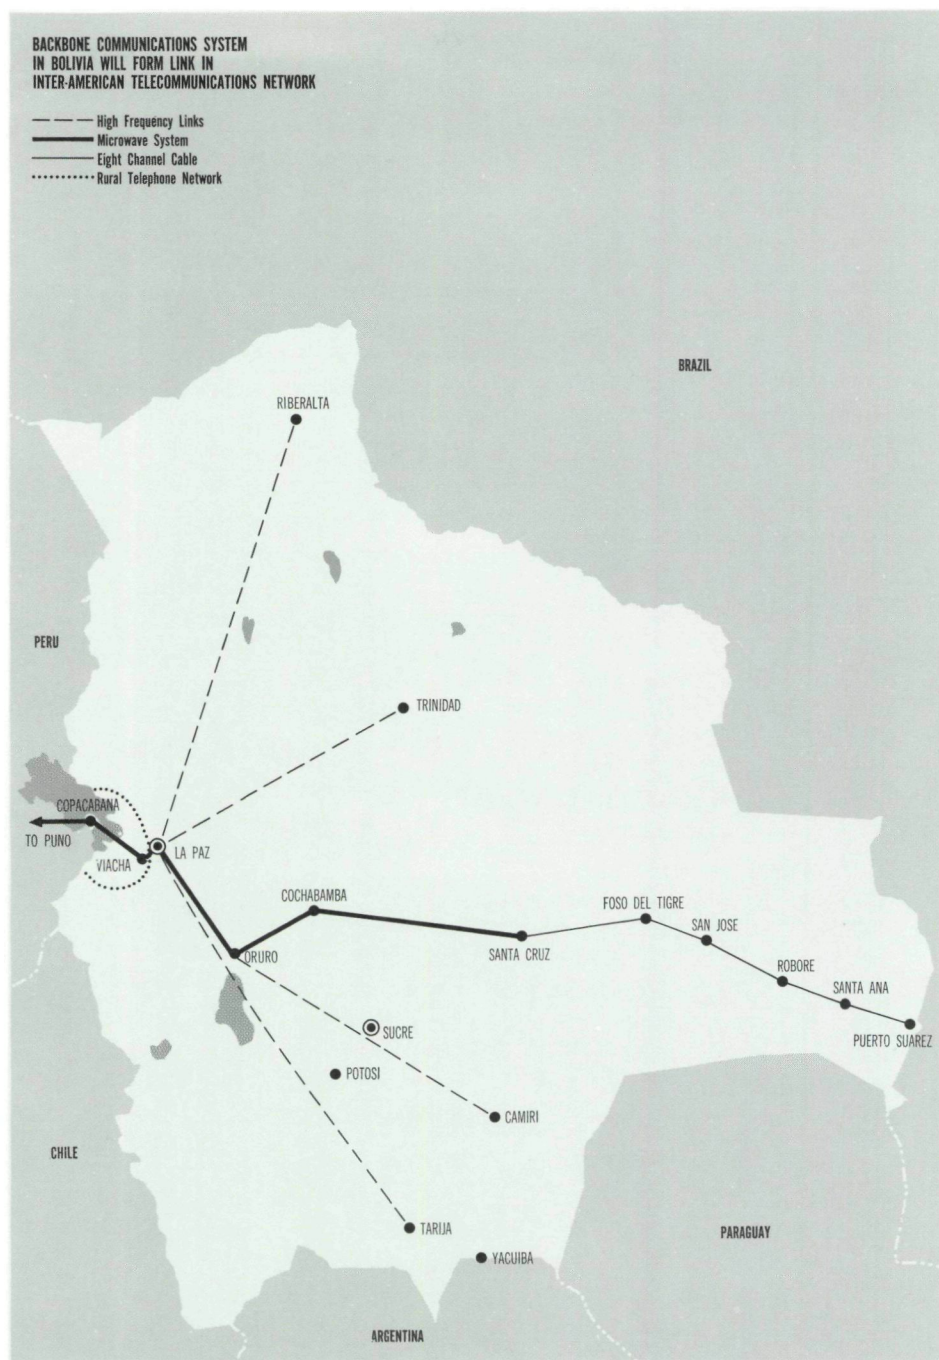 BACKBONE COMMUNICATIONS SYSTEM
IN BOLIVIA WILL FORM LINK IN
INTER-AMERICAN TELECOMMUNICATIONS NETWORK
High Frequency Links
Microwave System
Eight Channel Cable
Rural Telephone Network
BRAZIL
RIBERALTA
PERU
TRINIDAD
COPACABANA
TO PUNO
LA PAZ
VIACHA
COCHABAMBA
FOSO DEL TIGRE
SAN JOSE
ORURO
SANTA CRUZ
ROBORE
SANTA ANA
SUCRE
PUERTO SUAREZ
POTOSI
CAMIRI
CHILE
TARIJA
PARAGUAY
YACUIBA
ARGENTINA